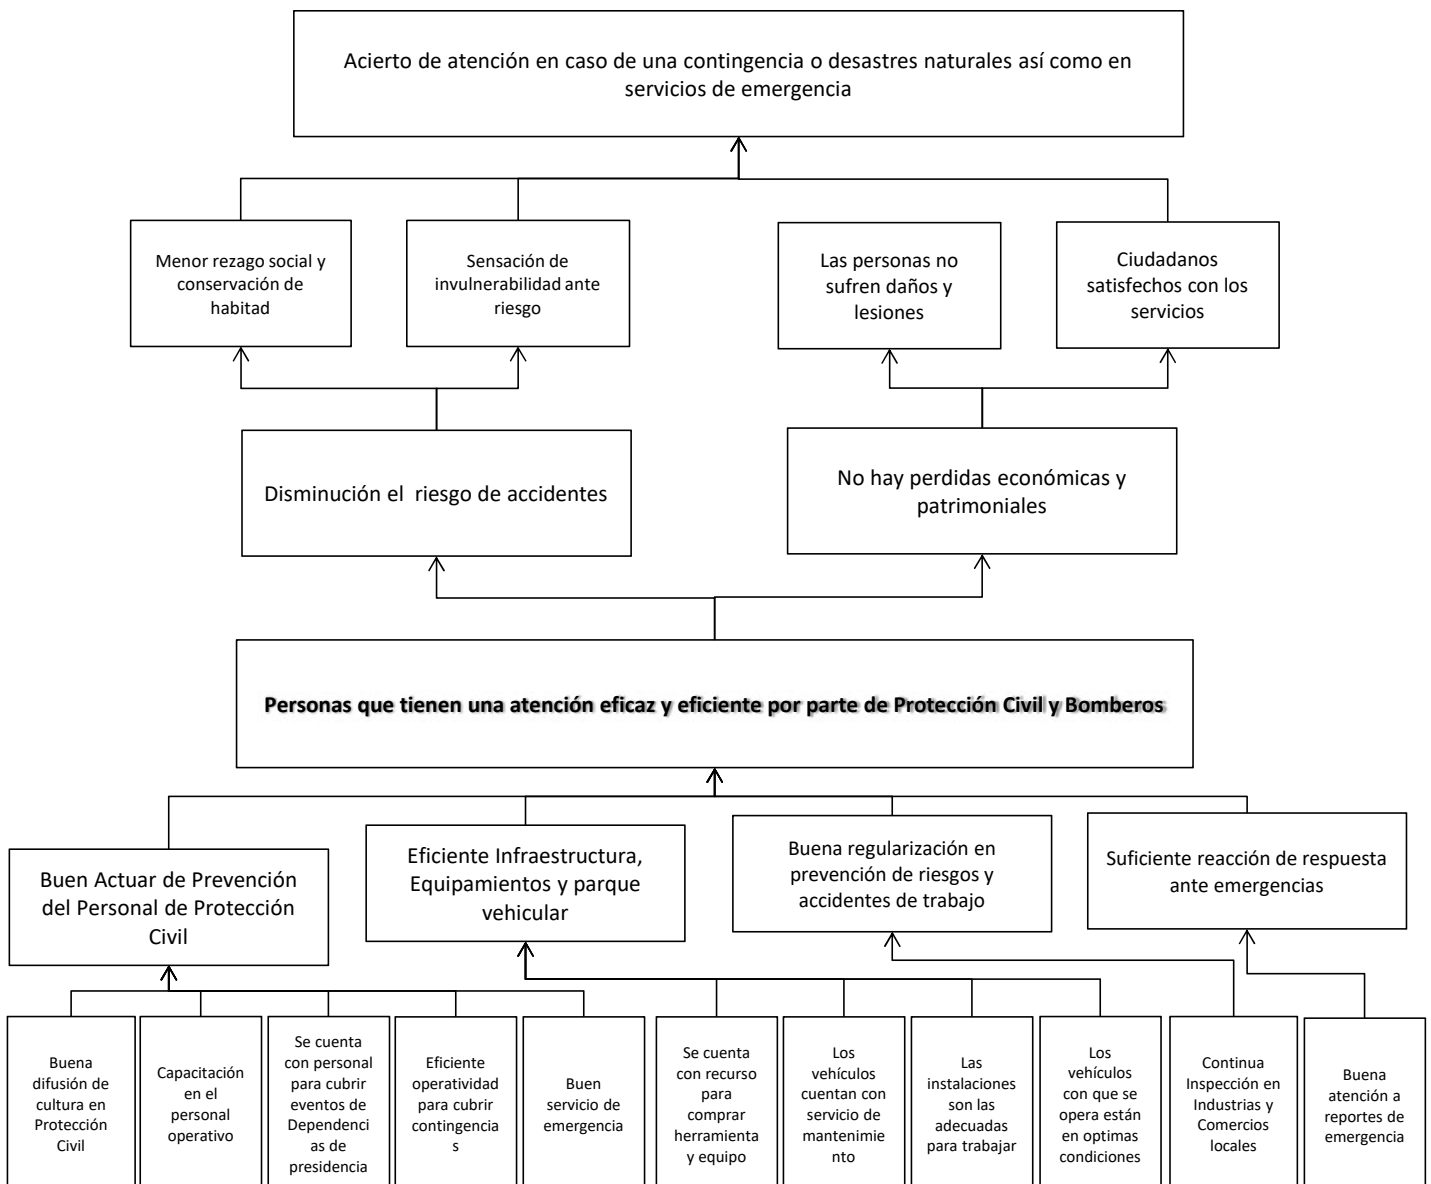 Acierto de atención en caso de una contingencia o desastres naturales así como en
servicios de emergencia
Menor rezago social y
conservación de
habitad
Sensación de
invulnerabilidad ante
riesgo
Las personas no
sufren daños y
lesiones
Ciudadanos
satisfechos con los
servicios
Disminución el riesgo de accidentes
No hay perdidas económicas y
patrimoniales
Personas que tienen una atención eficaz y eficiente por parte de Protección Civil y Bomberos
Buen Actuar de Prevención
del Personal de Protección
Civil
Eficiente Infraestructura,
Equipamientos y parque
vehicular
Buena regularización en
prevención de riesgos y
accidentes de trabajo
Suficiente reacción de respuesta
ante emergencias
Buena
difusión de
cultura en
Protección
Civil
Capacitación
en el
personal
operativo
Se cuenta
con personal
para cubrir
eventos de
Dependenci
as de
presidencia
Eficiente
operatividad
para cubrir
contingencia
s
Buen
servicio de
emergencia
Se cuenta
con recurso
para
comprar
herramienta
y equipo
Los
vehículos
cuentan con
servicio de
mantenimie
nto
Las
instalaciones
son las
adecuadas
para trabajar
Los
vehículos
con que se
opera están
en optimas
condiciones
Continua
Inspección en
Industrias y
Comercios
locales
Buena
atención a
reportes de
emergencia